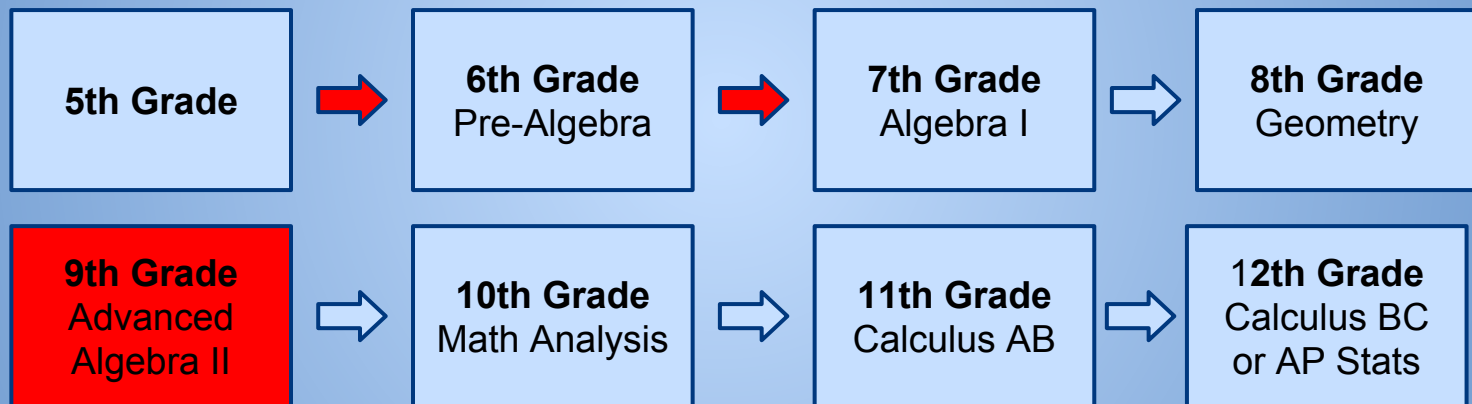 5th Grade
6th Grade
Pre-Algebra
7th Grade
Algebra I
8th Grade
Geometry
9th Grade
Advanced
Algebra II
10th Grade
Math Analysis
11th Grade
Calculus AB
12th Grade
Calculus BC
or AP Stats